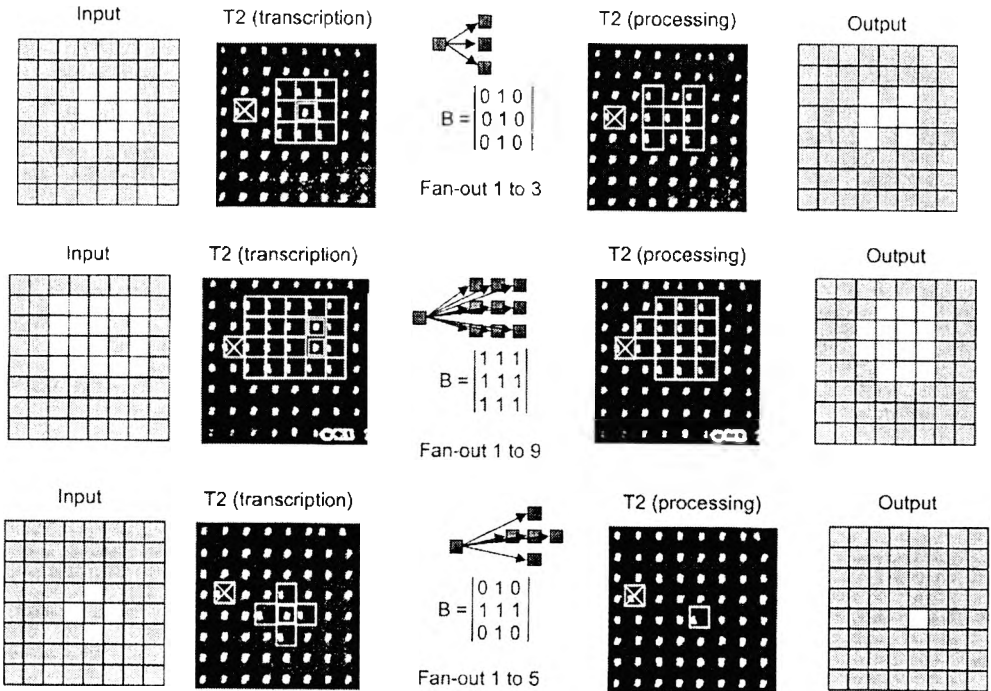 Input T2 (transcription) T2 (processing) Output
B =
0 1 0
0 1 0
0 1 0
Fan-out 1 to 3
Input T2 (transcription) T2 (processing) Output
B =
1 1 1
1 1 1
1 1 1
Fan-out 1 to 9
Input T2 (transcription) T2 (processing) Output
B =
0 1 0
1 1 1
0 1 0
Fan-out 1 to 5